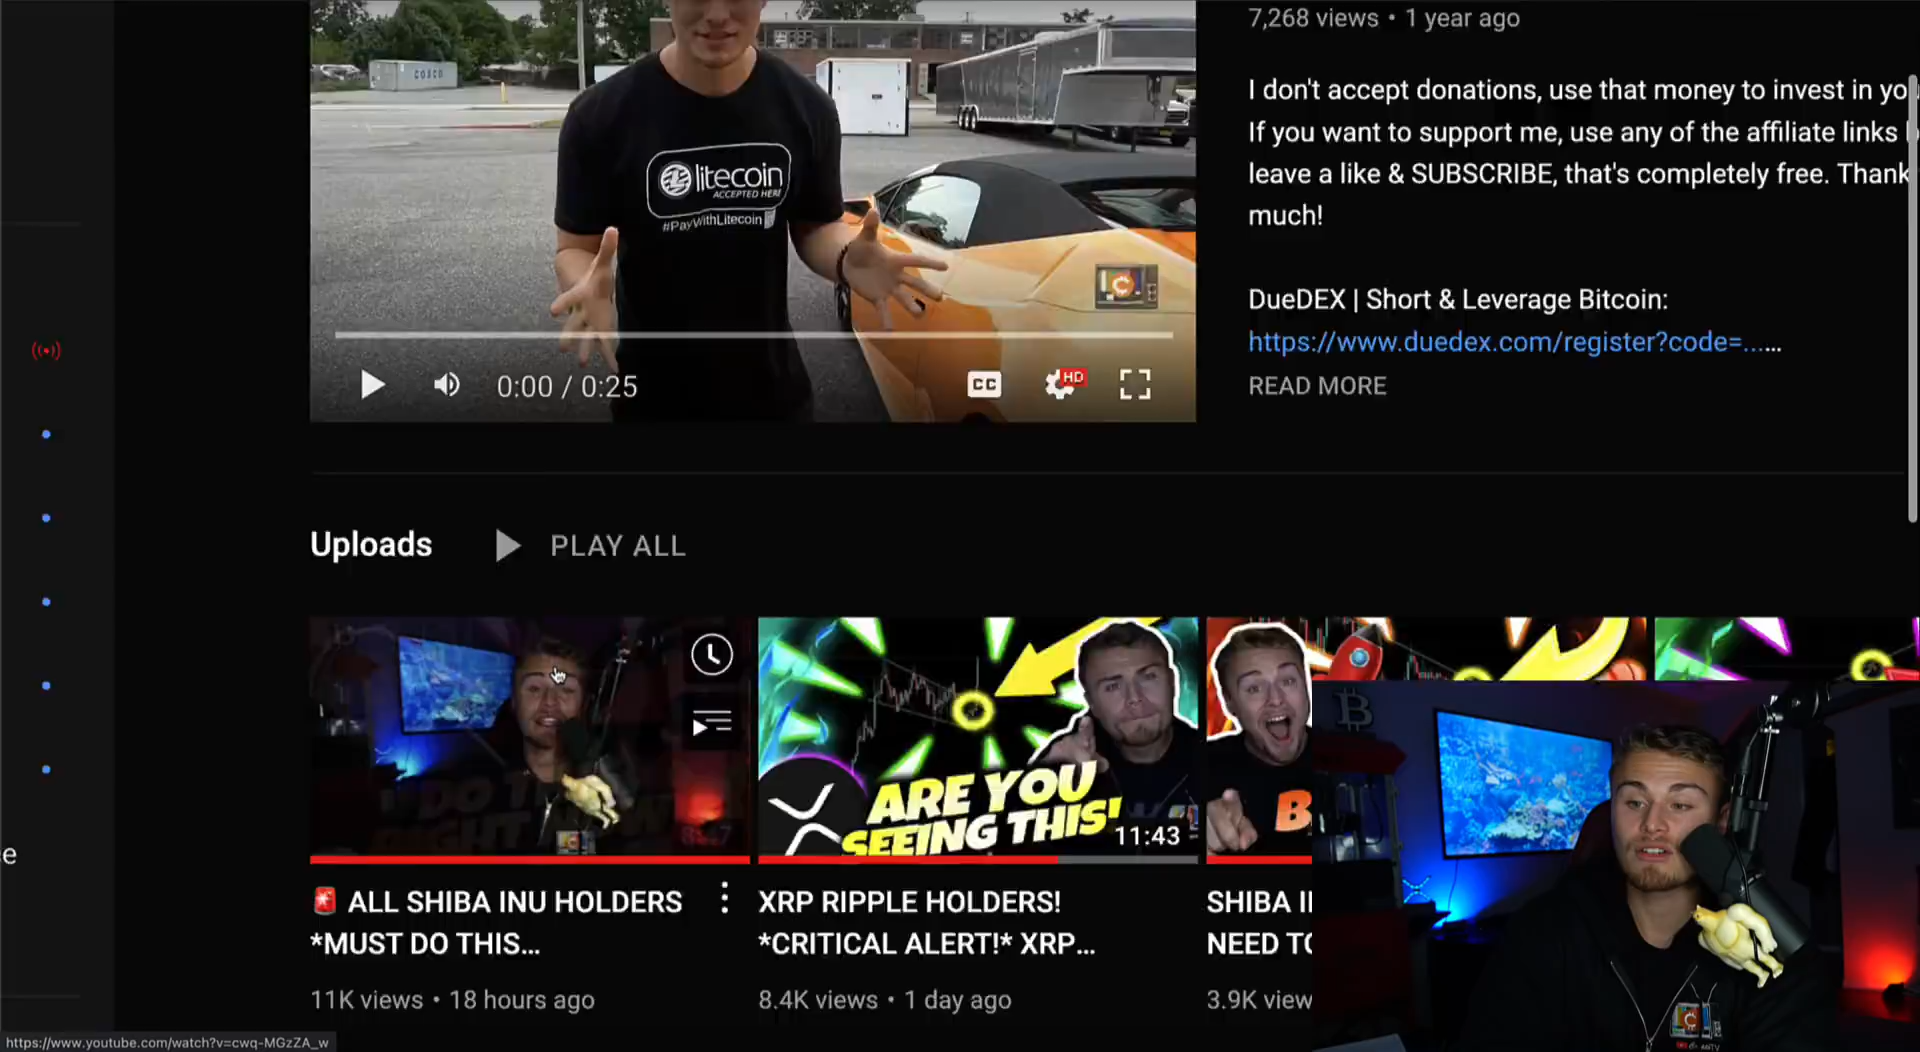 7,268 views • 1 year ago
COSCO
I don't accept donations, use that money to invest in yo
If you want to support me, use any of the affiliate links
leave a like & SUBSCRIBE, that's completely free. Thank
much!
litecoin
ACCEPTED HERE
#PayWithLitecoin
DueDEX | Short & Leverage Bitcoin:
https://www.duedex.com/register?code=......
READ MORE
0:00 / 0:25
CC
HD
Uploads
PLAY ALL
ARE YOU
SEEING THIS
11:43
B
e
🚨 ALL SHIBA INU HOLDERS
*MUST DO THIS...
XRP RIPPLE HOLDERS!
*CRITICAL ALERT!* XRP...
SHIBA I
NEED TO
11K views • 18 hours ago
8.4K views • 1 day ago
3.9K view
https://www.youtube.com/watch?v=cwq-MGzZA_w